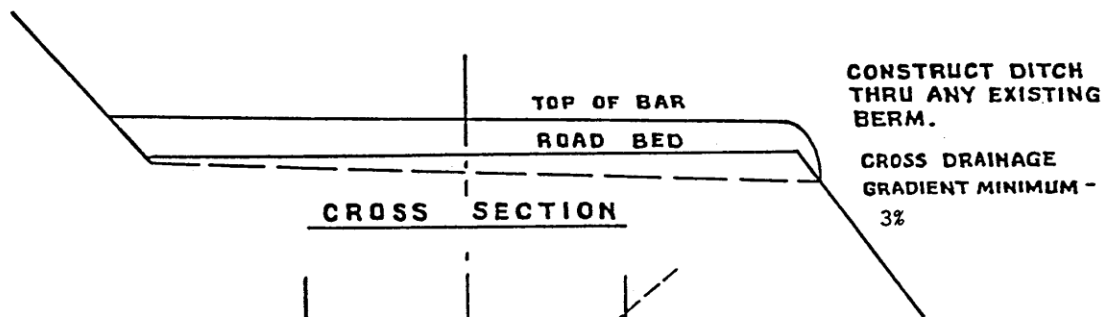 TOP OF BAR
ROAD BED
CROSS SECTION
CONSTRUCT DITCH
THRU ANY EXISTING
BERM.
CROSS DRAINAGE
GRADIENT MINIMUM -
3%